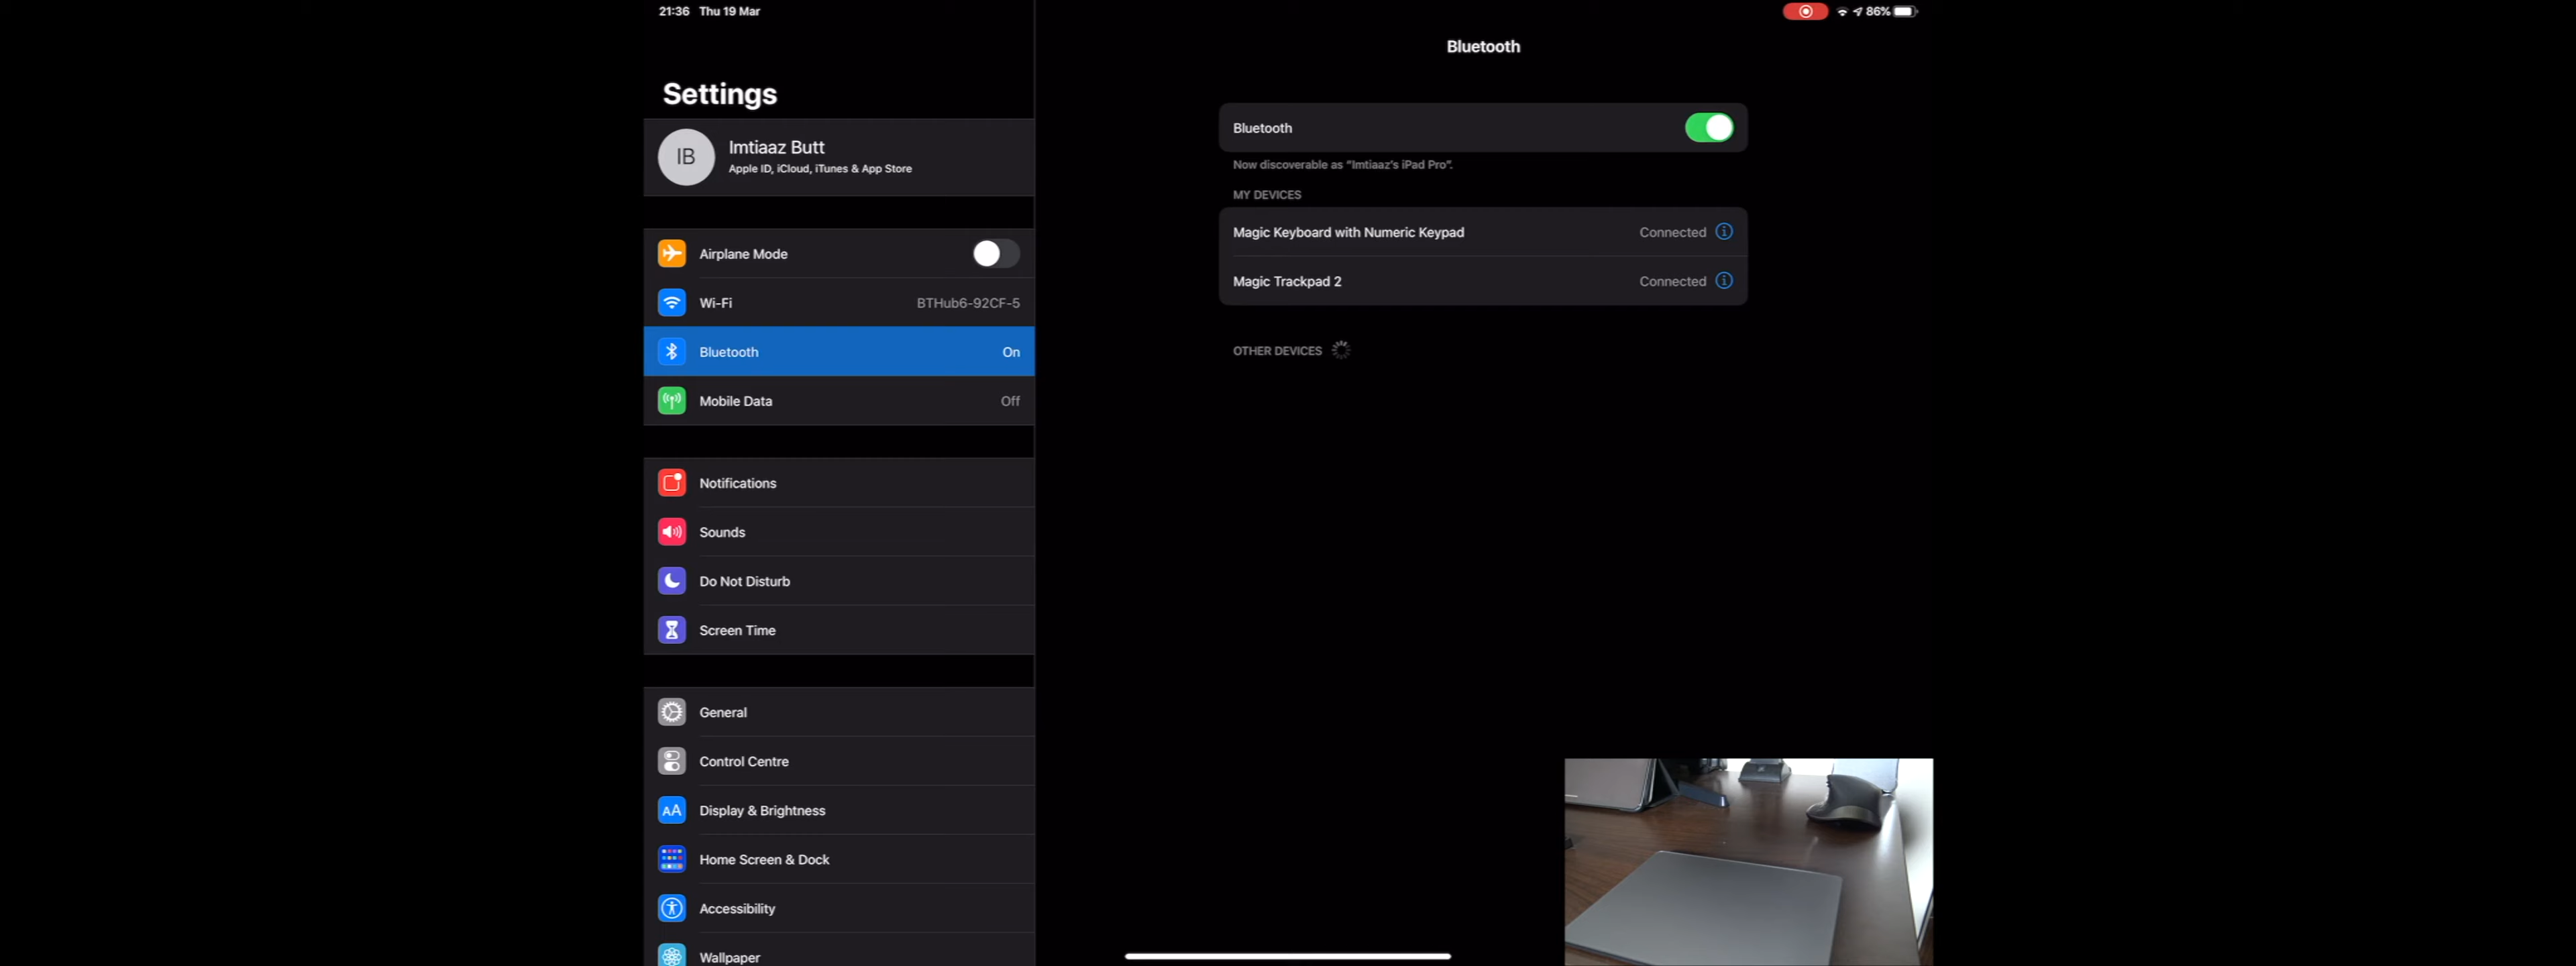 21:36 Thu 19 Mar
86%
Settings
IB
Imtiaaz Butt
Apple ID, iCloud, iTunes & App Store
Airplane Mode
Wi-Fi BTHub6-92CF-5
Bluetooth On
Mobile Data Off
Notifications
Sounds
Do Not Disturb
Screen Time
General
Control Centre
AA Display & Brightness
Home Screen & Dock
Accessibility
Wallpaper
Bluetooth
Bluetooth
Now discoverable as “Imtiaaz's iPad Pro”.
MY DEVICES
Magic Keyboard with Numeric Keypad Connected
Magic Trackpad 2 Connected
OTHER DEVICES